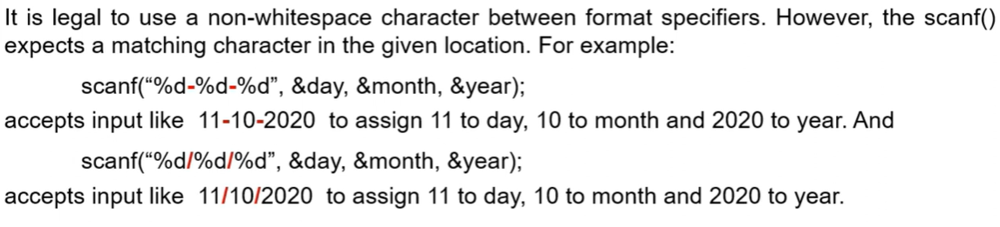 It is legal to use a non-whitespace character between format specifiers. However, the scanf()
expects a matching character in the given location. For example:
scanf(“%d-%d-%d”, &day, &month, &year);
accepts input like 11-10-2020 to assign 11 to day, 10 to month and 2020 to year. And
scanf(“%d/%d/%d”, &day, &month, &year);
accepts input like 11/10/2020 to assign 11 to day, 10 to month and 2020 to year.